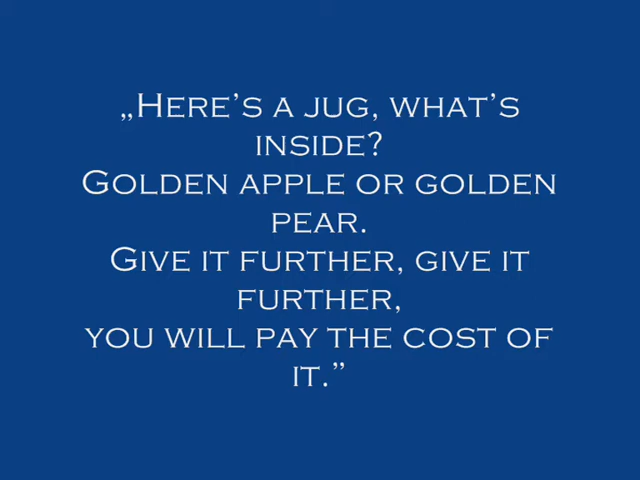 „Here’s a jug, what’s
inside?
Golden apple or golden
pear.
Give it further, give it
further,
you will pay the cost of
it.”